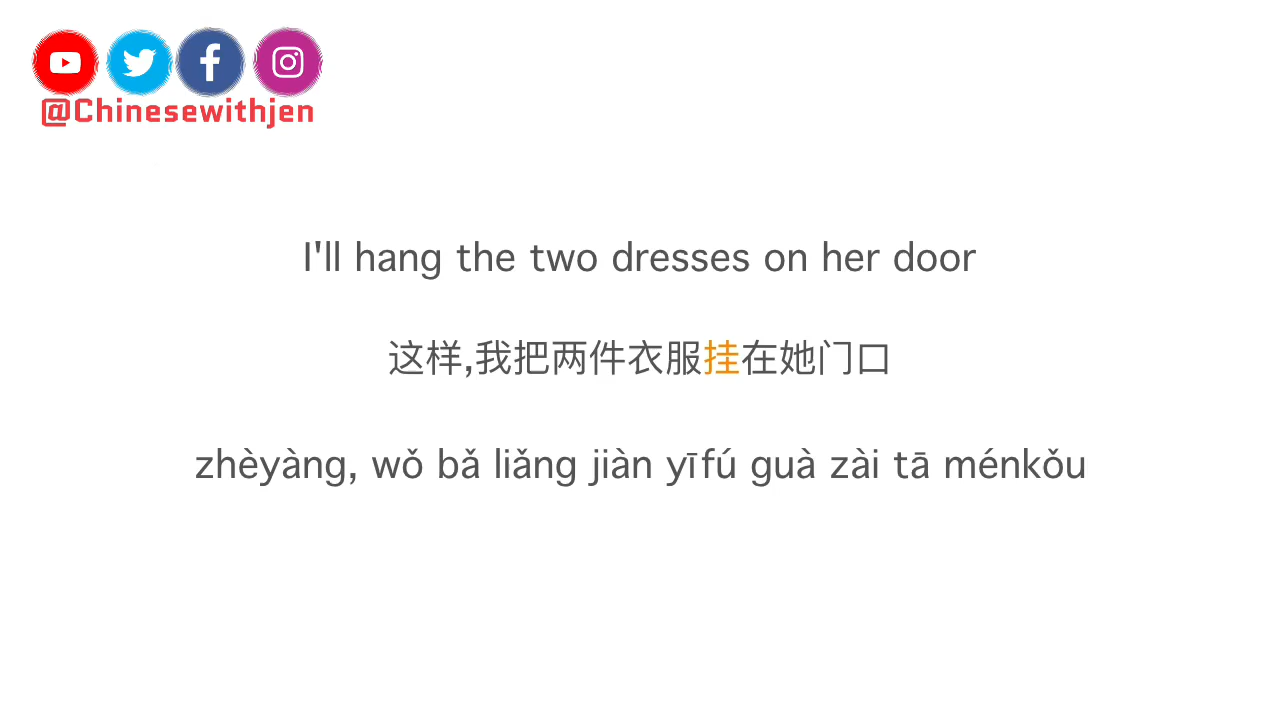 @Chinesewithjen
I'll hang the two dresses on her door
这样,我把两件衣服挂在她门口
zhèyàng, wǒ bǎ liǎng jiàn yīfú guà zài tā ménkǒu